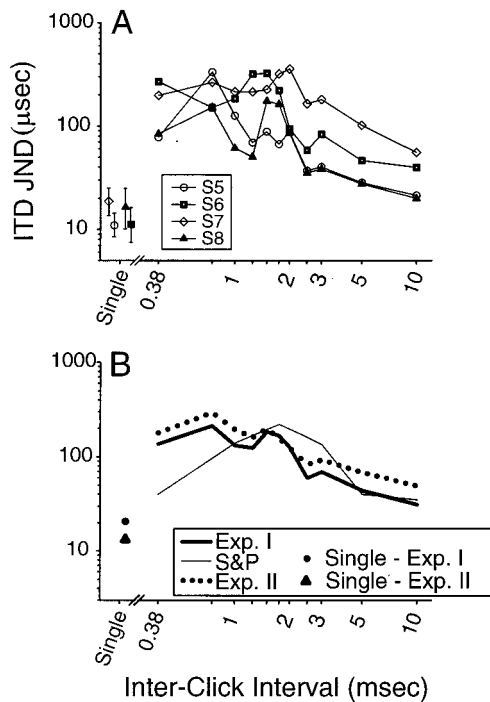 A
1000
100
10
ITD JND (μsec)
S5
S6
S7
S8
Single
0.38
1
2
3
5
10
B
1000
100
10
Exp. I
S&P
Exp. II
Single - Exp. I
Single - Exp. II
Single
0.38
1
2
3
5
10
Inter-Click Interval (msec)